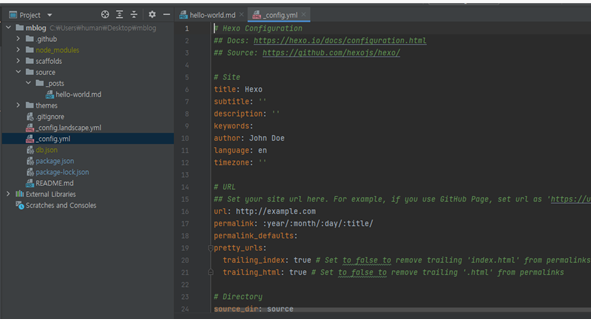 Project
mblog C:\Users\human\Desktop\mblog
.github
node_modules
scaffolds
source
_posts
hello-world.md
themes
.gitignore
_config.landscape.yml
_config.yml
db.json
package.json
package-lock.json
README.md
External Libraries
Scratches and Consoles
hello-world.md
_config.yml
1 # Hexo Configuration
2 ## Docs: https://hexo.io/docs/configuration.html
3 ## Source: https://github.com/hexojs/hexo/
4
5 # Site
6 title: Hexo
7 subtitle: ''
8 description: ''
9 keywords:
10 author: John Doe
11 language: en
12 timezone: ''
13
14 # URL
15 ## Set your site url here. For example, if you use GitHub Page, set url as 'https://u
16 url: http://example.com
17 permalink: :year/:month/:day/:title/
18 permalink_defaults:
19 pretty_urls:
20 trailing_index: true # Set to false to remove trailing 'index.html' from permalinks
21 trailing_html: true # Set to false to remove trailing '.html' from permalinks
22
23 # Directory
24 source_dir: source